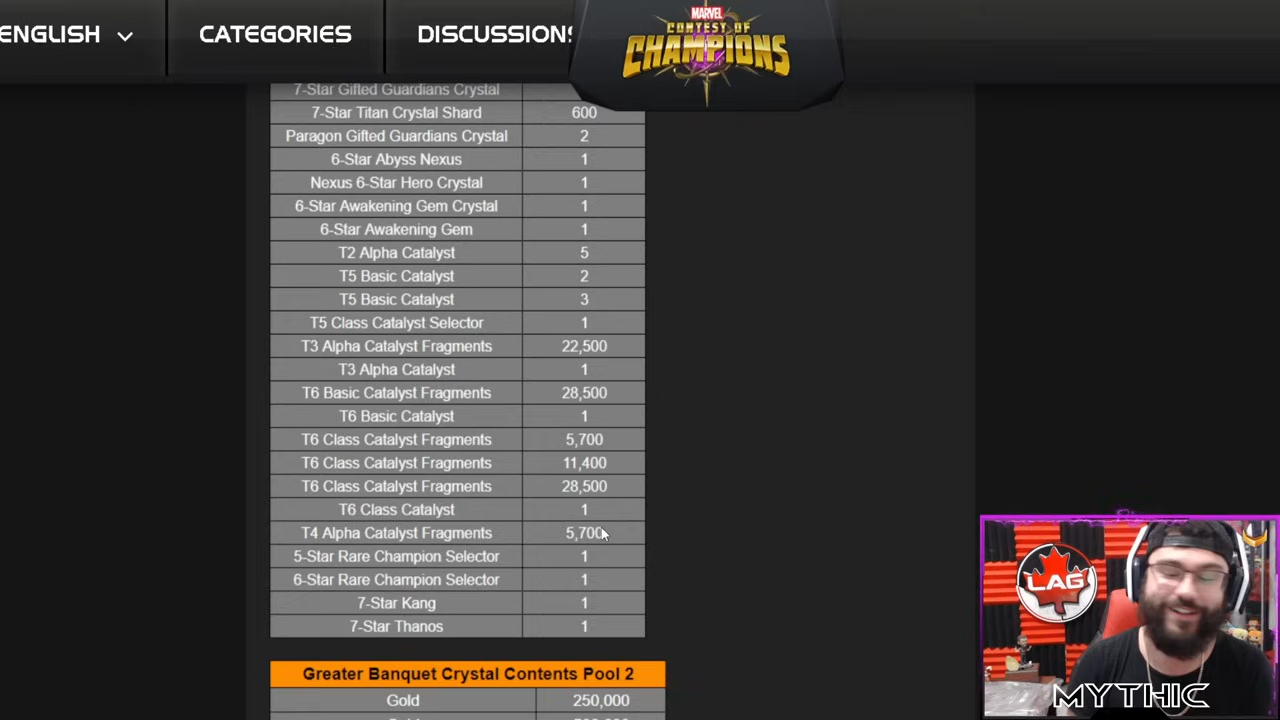 ENGLISH
CATEGORIES
DISCUSSIONS
MARVEL
CONTEST OF
CHAMPIONS
7-Star Gifted Guardians Crystal
7-Star Titan Crystal Shard 600
Paragon Gifted Guardians Crystal 2
6-Star Abyss Nexus 1
Nexus 6-Star Hero Crystal 1
6-Star Awakening Gem Crystal 1
6-Star Awakening Gem 1
T2 Alpha Catalyst 5
T5 Basic Catalyst 2
T5 Basic Catalyst 3
T5 Class Catalyst Selector 1
T3 Alpha Catalyst Fragments 22,500
T3 Alpha Catalyst 1
T6 Basic Catalyst Fragments 28,500
T6 Basic Catalyst 1
T6 Class Catalyst Fragments 5,700
T6 Class Catalyst Fragments 11,400
T6 Class Catalyst Fragments 28,500
T6 Class Catalyst 1
T4 Alpha Catalyst Fragments 5,700
5-Star Rare Champion Selector 1
6-Star Rare Champion Selector 1
7-Star Kang 1
7-Star Thanos 1
Greater Banquet Crystal Contents Pool 2
Gold 250,000
LAG
MYTHIC